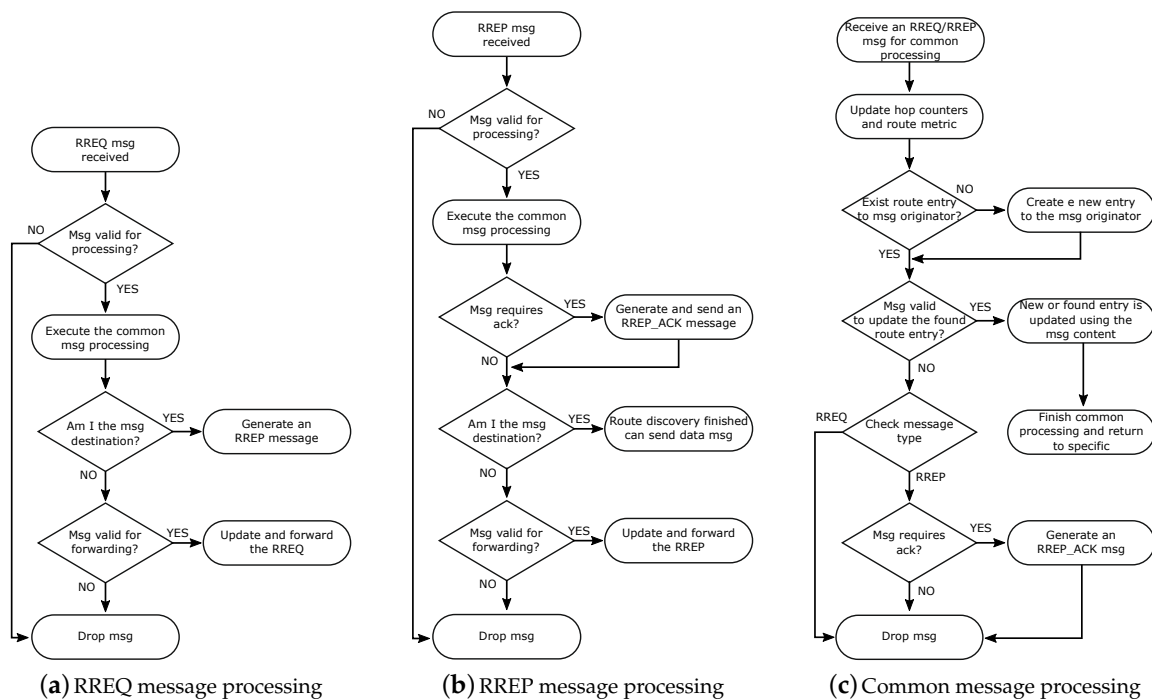 RREQ msg
received
Msg valid for
processing?
NO
YES
Execute the common
msg processing
Am I the msg
destination?
YES
Generate an
RREP message
NO
Msg valid for
forwarding?
YES
Update and forward
the RREQ
NO
Drop msg
(a) RREQ message processing
RREP msg
received
NO
Msg valid for
processing?
YES
Execute the common
msg processing
Msg requires
ack?
YES
Generate and send an
RREP_ACK message
NO
Am I the msg
destination?
YES
Route discovery finished
can send data msg
NO
Msg valid for
forwarding?
YES
Update and forward
the RREP
NO
Drop msg
(b) RREP message processing
Receive an RREQ/RREP
msg for common
processing
Update hop counters
and route metric
Exist route entry
to msg originator?
NO
Create e new entry
to the msg originator
YES
Msg valid
to update the found
route entry?
YES
New or found entry is
updated using the
msg content
NO
Finish common
processing and return
to specific
RREQ
Check message
type
RREP
Msg requires
ack?
YES
Generate an
RREP_ACK msg
NO
Drop msg
(c) Common message processing